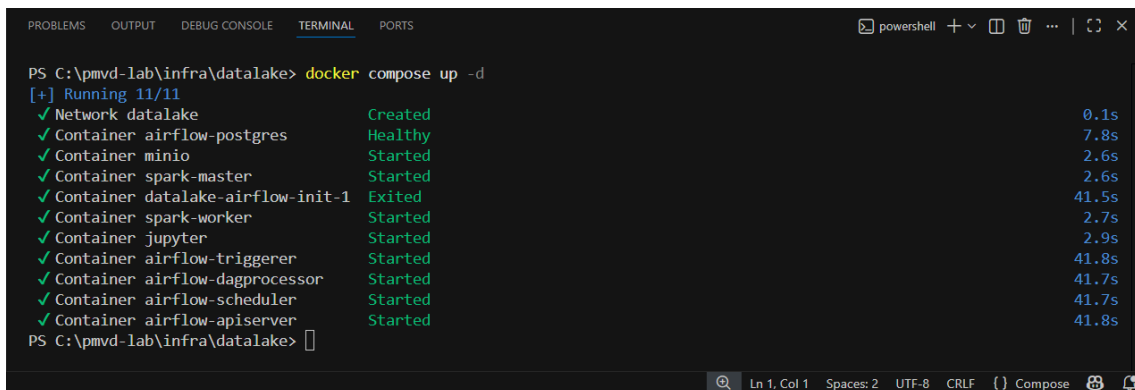 PROBLEMS OUTPUT DEBUG CONSOLE TERMINAL PORTS powershell
PS C:\pmvd-lab\infra\datalake> docker compose up -d
[+] Running 11/11
✓ Network datalake Created 0.1s
✓ Container airflow-postgres Healthy 7.8s
✓ Container minio Started 2.6s
✓ Container spark-master Started 2.6s
✓ Container datalake-airflow-init-1 Exited 41.5s
✓ Container spark-worker Started 2.7s
✓ Container jupyter Started 2.9s
✓ Container airflow-triggerer Started 41.8s
✓ Container airflow-dagprocessor Started 41.7s
✓ Container airflow-scheduler Started 41.7s
✓ Container airflow-apiserver Started 41.8s
PS C:\pmvd-lab\infra\datalake>
Ln 1, Col 1 Spaces: 2 UTF-8 CRLF {} Compose